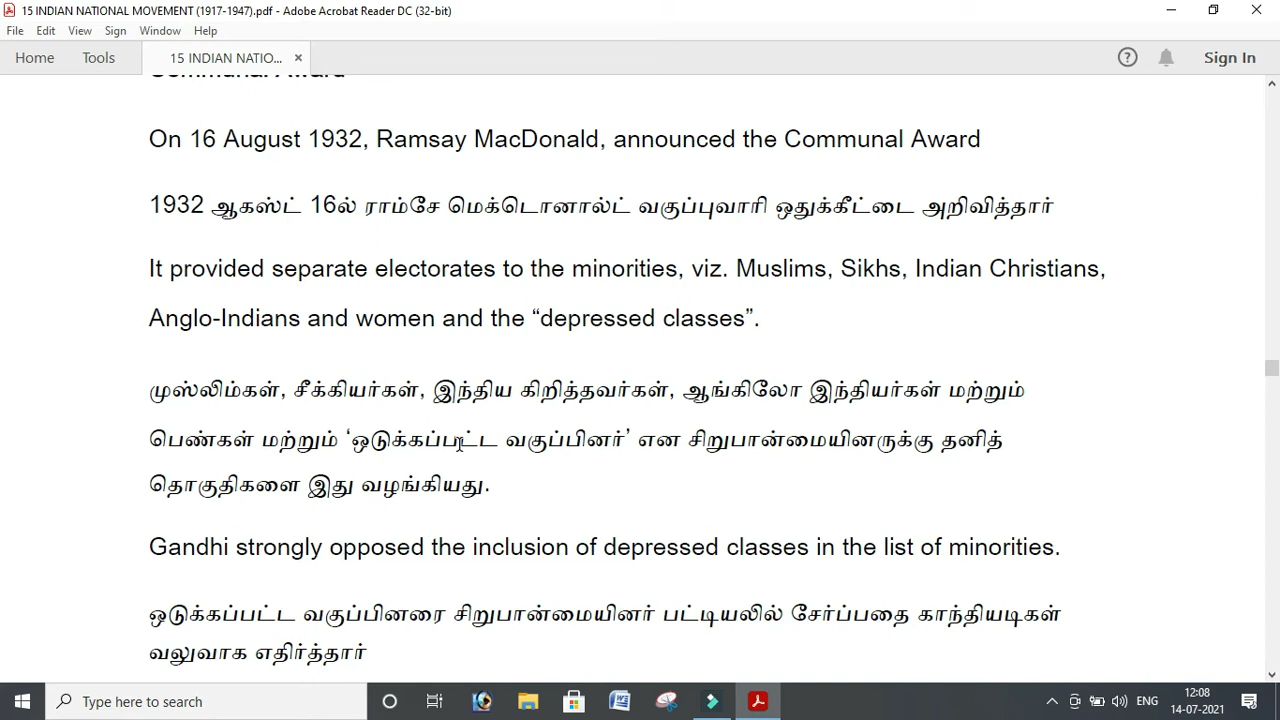 15 INDIAN NATIONAL MOVEMENT (1917-1947).pdf - Adobe Acrobat Reader DC (32-bit)
File Edit View Sign Window Help
Home Tools 15 INDIAN NATIO... × Sign In
Communal Award
On 16 August 1932, Ramsay MacDonald, announced the Communal Award
1932 ஆகஸ்ட் 16ல் ராம்சே மெக்டொனால்ட் வகுப்புவாரி ஒதுக்கீட்டை அறிவித்தார்
It provided separate electorates to the minorities, viz. Muslims, Sikhs, Indian Christians,
Anglo-Indians and women and the “depressed classes”.
முஸ்லிம்கள், சீக்கியர்கள், இந்திய கிறித்தவர்கள், ஆங்கிலோ இந்தியர்கள் மற்றும்
பெண்கள் மற்றும் ‘ஒடுக்கப்பட்ட வகுப்பினர்’ என சிறுபான்மையினருக்கு தனித்
தொகுதிகளை இது வழங்கியது.
Gandhi strongly opposed the inclusion of depressed classes in the list of minorities.
ஒடுக்கப்பட்ட வகுப்பினரை சிறுபான்மையினர் பட்டியலில் சேர்ப்பதை காந்தியடிகள்
வலுவாக எதிர்த்தார்
Type here to search ENG 12:08
14-07-2021